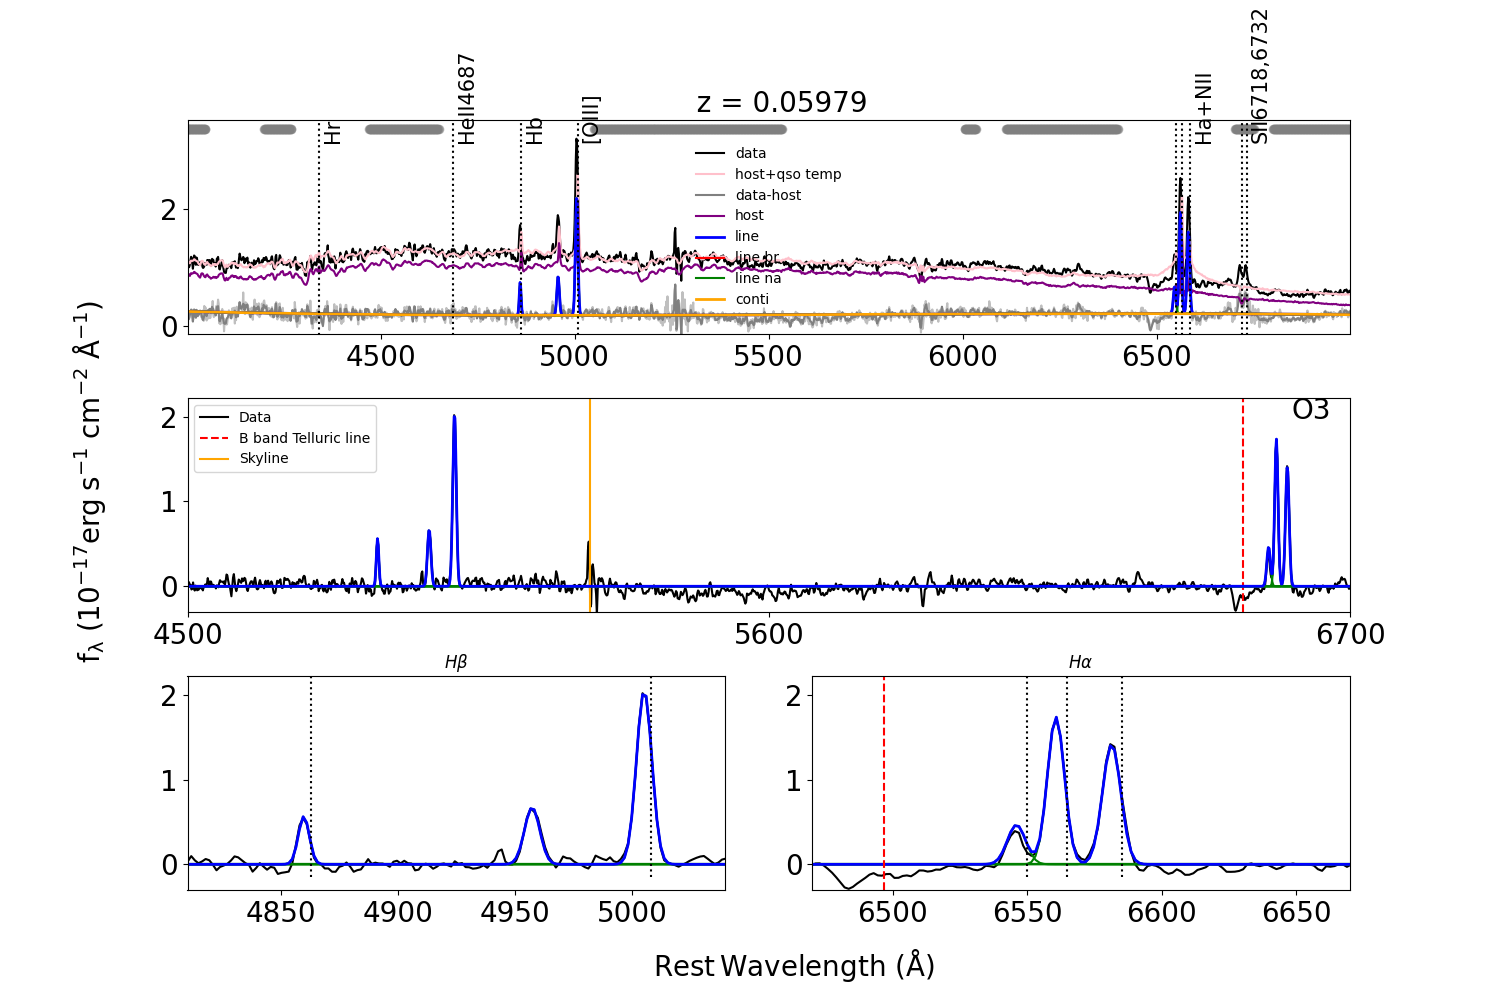 z = 0.05979
Hr
HeII4687
Hb
[OIII]
Ha+NII
SII6718,6732
data
host+qso temp
data-host
host
line
line br
line na
conti
2
0
4500
5000
5500
6000
6500
O3
Data
B band Telluric line
Skyline
2
1
0
4500
5600
6700
fλ (10⁻¹⁷erg s⁻¹ cm⁻² Å⁻¹)
Hβ
2
1
0
4850
4900
4950
5000
Hα
2
1
0
6500
6550
6600
6650
Rest Wavelength (Å)